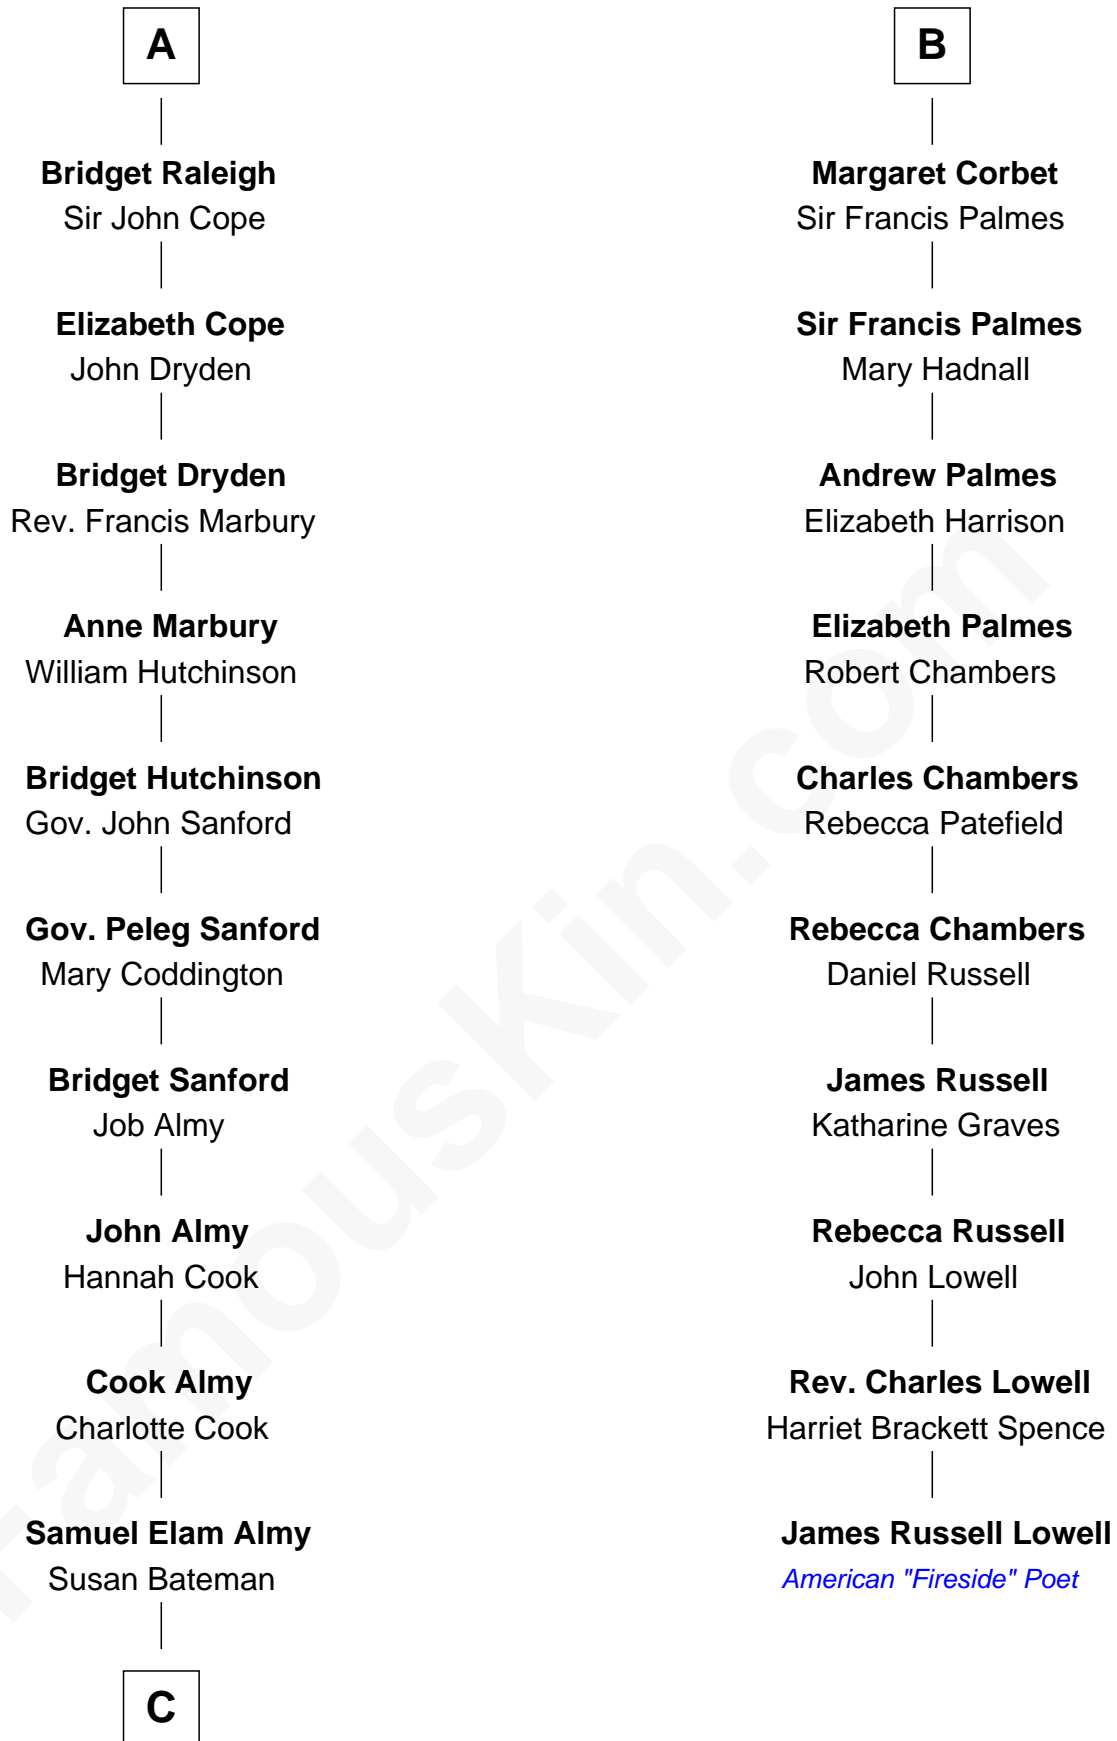 A
Bridget Raleigh
Sir John Cope
Elizabeth Cope
John Dryden
Bridget Dryden
Rev. Francis Marbury
Anne Marbury
William Hutchinson
Bridget Hutchinson
Gov. John Sanford
Gov. Peleg Sanford
Mary Coddington
Bridget Sanford
Job Almy
John Almy
Hannah Cook
Cook Almy
Charlotte Cook
Samuel Elam Almy
Susan Bateman
C
B
Margaret Corbet
Sir Francis Palmes
Sir Francis Palmes
Mary Hadnall
Andrew Palmes
Elizabeth Harrison
Elizabeth Palmes
Robert Chambers
Charles Chambers
Rebecca Patefield
Rebecca Chambers
Daniel Russell
James Russell
Katharine Graves
Rebecca Russell
John Lowell
Rev. Charles Lowell
Harriet Brackett Spence
James Russell Lowell
American "Fireside" Poet
FamousKin.com